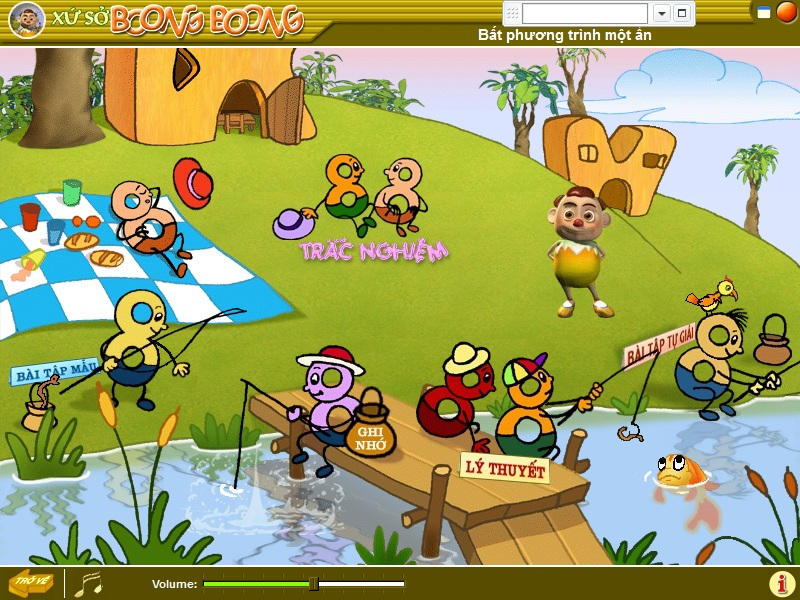 XỨ SỞ BOONG BOONG
Bất phương trình một ẩn
TRẮC NGHIỆM
BÀI TẬP TỰ GIẢI
BÀI TẬP MẪU
GHI
NHỚ
LÝ THUYẾT
TRỞ VỀ
Volume:
i